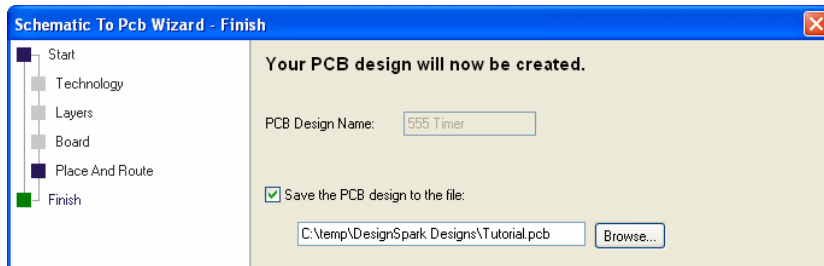 Schematic To Pcb Wizard - Finish
Start
Technology
Layers
Board
Place And Route
Finish
Your PCB design will now be created.
PCB Design Name: 555 Timer
Save the PCB design to the file:
C:\temp\DesignSpark Designs\Tutorial.pcb Browse...